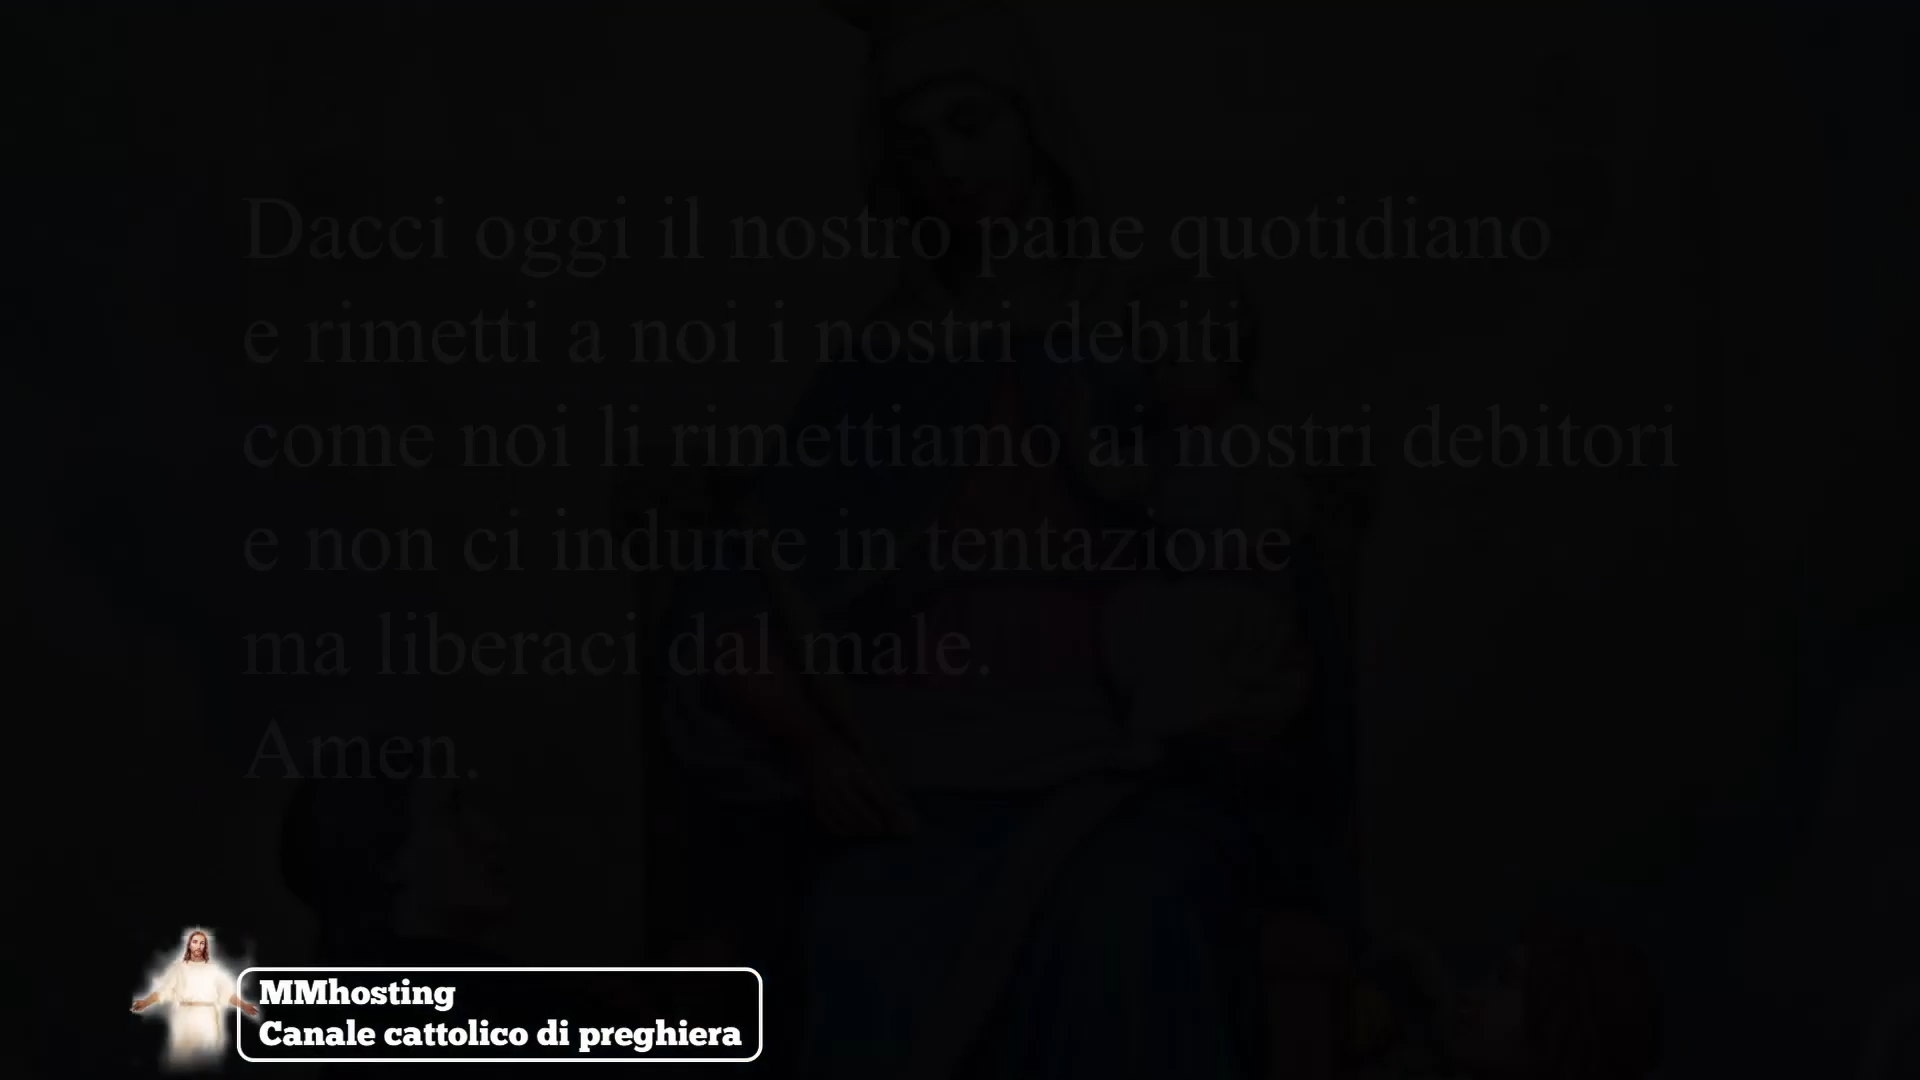 Dacci oggi il nostro pane quotidiano
e rimetti a noi i nostri debiti
come noi li rimettiamo ai nostri debitori
e non ci indurre in tentazione
ma liberaci dal male.
Amen.
MMhosting
Canale cattolico di preghiera